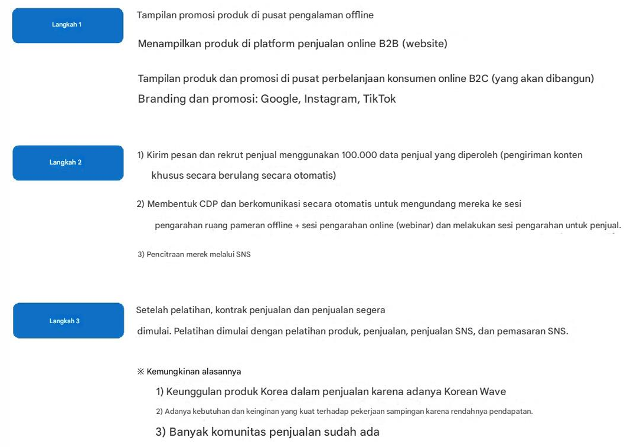 Langkah 1
Tampilan promosi produk di pusat pengalaman offline
Menampilkan produk di platform penjualan online B2B (website)
Tampilan produk dan promosi di pusat perbelanjaan konsumen online B2C (yang akan dibangun)
Branding dan promosi: Google, Instagram, TikTok
Langkah 2
1) Kirim pesan dan rekrut penjual menggunakan 100.000 data penjual yang diperoleh (pengiriman konten
khusus secara berulang secara otomatis)
2) Membentuk CDP dan berkomunikasi secara otomatis untuk mengundang mereka ke sesi
pengarahan ruang pameran offline + sesi pengarahan online (webinar) dan melakukan sesi pengarahan untuk penjual.
3) Pencitraan merek melalui SNS
Langkah 3
Setelah pelatihan, kontrak penjualan dan penjualan segera
dimulai. Pelatihan dimulai dengan pelatihan produk, penjualan, penjualan SNS, dan pemasaran SNS.
※ Kemungkinan alasannya
1) Keunggulan produk Korea dalam penjualan karena adanya Korean Wave
2) Adanya kebutuhan dan keinginan yang kuat terhadap pekerjaan sampingan karena rendahnya pendapatan.
3) Banyak komunitas penjualan sudah ada